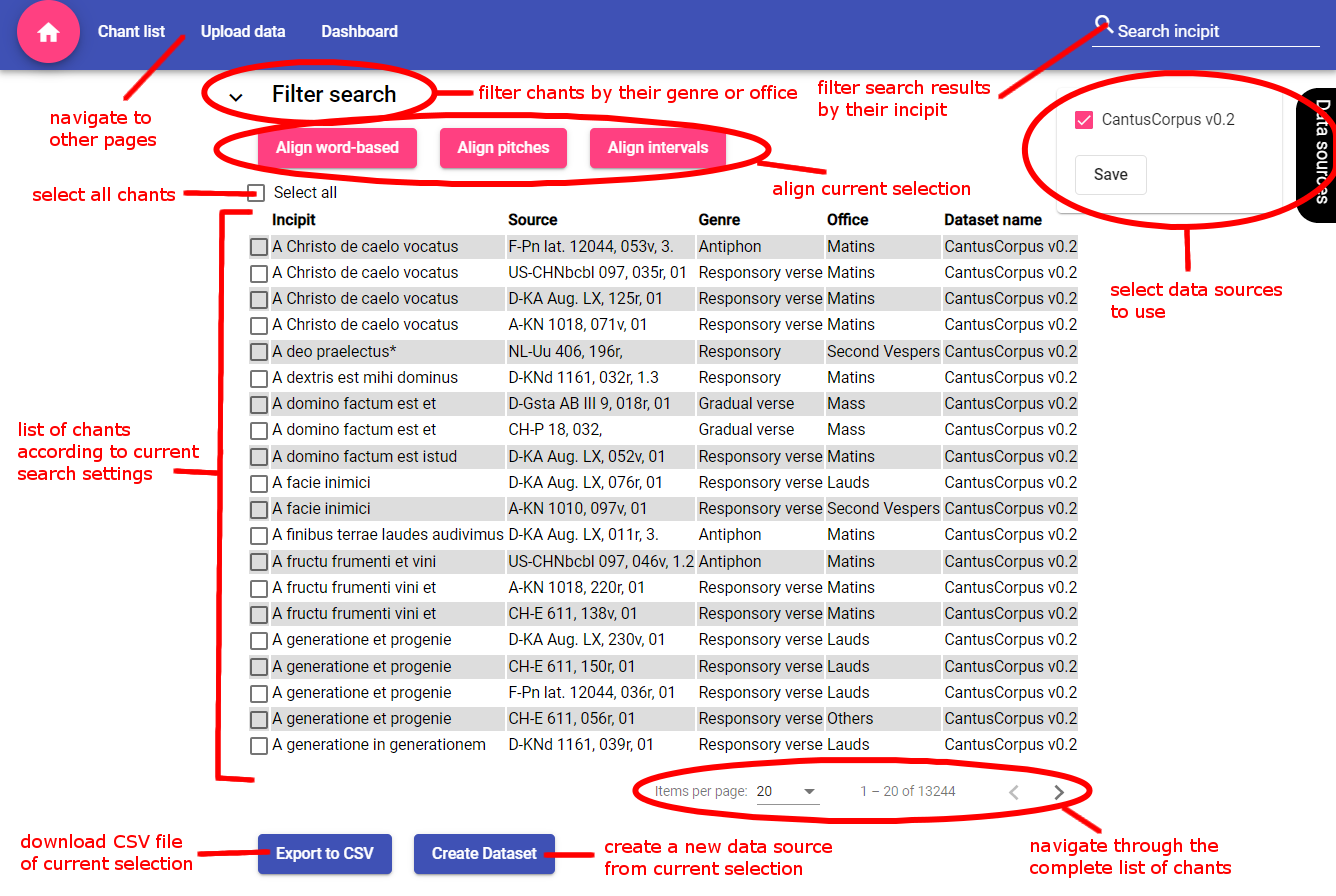 Chant list Upload data Dashboard Search incipit
navigate to
other pages
Filter search
filter chants by their genre or office
filter search results
by their incipit
CantusCorpus v0.2
Save
Data sources
Align word-based Align pitches Align intervals
align current selection
select data sources
to use
select all chants
Select all
Incipit Source Genre Office Dataset name
A Christo de caelo vocatus F-Pn lat. 12044, 053v, 3. Antiphon Matins CantusCorpus v0.2
A Christo de caelo vocatus US-CHNbcbl 097, 035r, 01 Responsory verse Matins CantusCorpus v0.2
A Christo de caelo vocatus D-KA Aug. LX, 125r, 01 Responsory verse Matins CantusCorpus v0.2
A Christo de caelo vocatus A-KN 1018, 071v, 01 Responsory verse Matins CantusCorpus v0.2
A deo praelectus* NL-Uu 406, 196r, Responsory Second Vespers CantusCorpus v0.2
A dextris est mihi dominus D-KNd 1161, 032r, 1.3 Responsory Matins CantusCorpus v0.2
A domino factum est et D-Gsta AB III 9, 018r, 01 Gradual verse Mass CantusCorpus v0.2
A domino factum est et CH-P 18, 032, Gradual verse Mass CantusCorpus v0.2
A domino factum est istud D-KA Aug. LX, 052v, 01 Responsory verse Matins CantusCorpus v0.2
A facie inimici D-KA Aug. LX, 076r, 01 Responsory verse Lauds CantusCorpus v0.2
A facie inimici A-KN 1010, 097v, 01 Responsory verse Second Vespers CantusCorpus v0.2
A finibus terrae laudes audivimus D-KA Aug. LX, 011r, 3. Antiphon Matins CantusCorpus v0.2
A fructu frumenti et vini US-CHNbcbl 097, 046v, 1.2 Antiphon Matins CantusCorpus v0.2
A fructu frumenti vini et A-KN 1018, 220r, 01 Responsory verse Matins CantusCorpus v0.2
A fructu frumenti vini et CH-E 611, 138v, 01 Responsory verse Matins CantusCorpus v0.2
A generatione et progenie D-KA Aug. LX, 230v, 01 Responsory verse Lauds CantusCorpus v0.2
A generatione et progenie CH-E 611, 150r, 01 Responsory verse Lauds CantusCorpus v0.2
A generatione et progenie F-Pn lat. 12044, 036r, 01 Responsory verse Lauds CantusCorpus v0.2
A generatione et progenie CH-E 611, 056r, 01 Responsory verse Others CantusCorpus v0.2
A generatione in generationem D-KNd 1161, 039r, 01 Responsory verse Lauds CantusCorpus v0.2
list of chants
according to current
search settings
Items per page: 20 1 – 20 of 13244
download CSV file
of current selection
Export to CSV Create Dataset
create a new data source
from current selection
navigate through the
complete list of chants